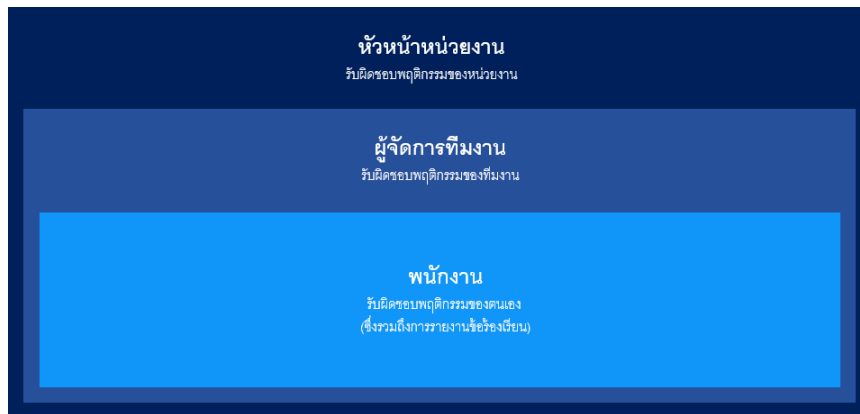 หัวหน้าหน่วยงาน
รับผิดชอบพฤติกรรมของหน่วยงาน
ผู้จัดการทีมงาน
รับผิดชอบพฤติกรรมของทีมงาน
พนักงาน
รับผิดชอบพฤติกรรมของตนเอง
(ซึ่งรวมถึงการรายงานข้อร้องเรียน)